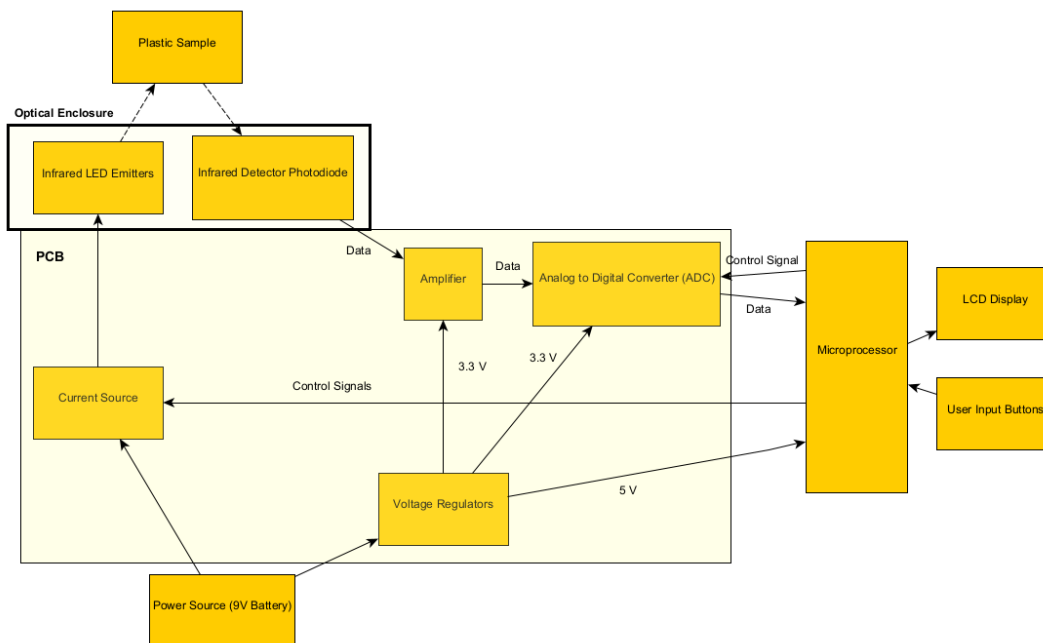 Plastic Sample
Optical Enclosure
Infrared LED Emitters
Infrared Detector Photodiode
PCB
Data
Amplifier
Data
Analog to Digital Converter (ADC)
Control Signal
Data
LCD Display
Microprocessor
3.3 V
3.3 V
Control Signals
Current Source
User Input Buttons
Voltage Regulators
5 V
Power Source (9V Battery)